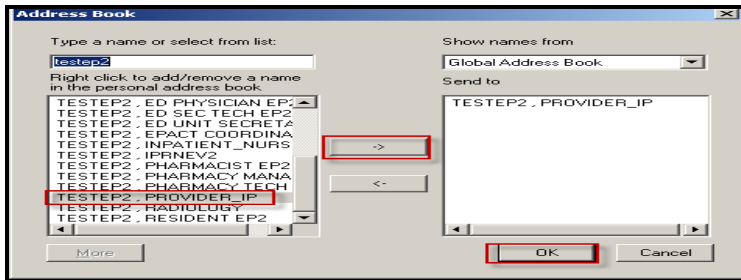 Address Book
Type a name or select from list:
testep2
Right click to add/remove a name
in the personal address book
TESTEP2 , ED PHYSICIAN EP2
TESTEP2 , ED SEC TECH EP2
TESTEP2 , ED UNIT SECRETA
TESTEP2 , EPACT COORDINA
TESTEP2 , INPATIENT_NURS
TESTEP2 , IPRNEV2
TESTEP2 , PHARMACIST EP2
TESTEP2 , PHARMACY MANA
TESTEP2 , PHARMACY TECH
TESTEP2 , PROVIDER_IP
TESTEP2 , RADIOLOGY
TESTEP2 , RESIDENT EP2
More
->
<-
Show names from
Global Address Book
Send to
TESTEP2 , PROVIDER_IP
OK
Cancel